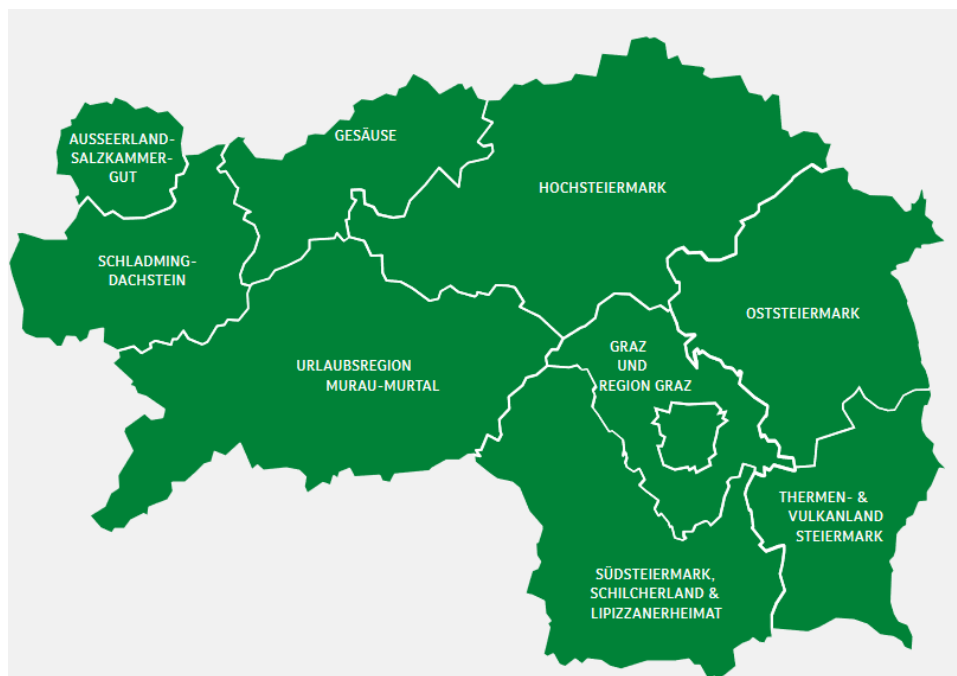 AUSSEERLAND-
SALZKAMMER-
GUT
GESÄUSE
HOCHSTEIERMARK
SCHLADMING-
DACHSTEIN
OSTSTEIERMARK
URLAUBSREGION
MURAU-MURTAL
GRAZ
UND
REGION GRAZ
THERMEN- &
VULKANLAND
STEIERMARK
SÜDSTEIERMARK,
SCHILCHERLAND &
LIPIZZANERHEIMAT